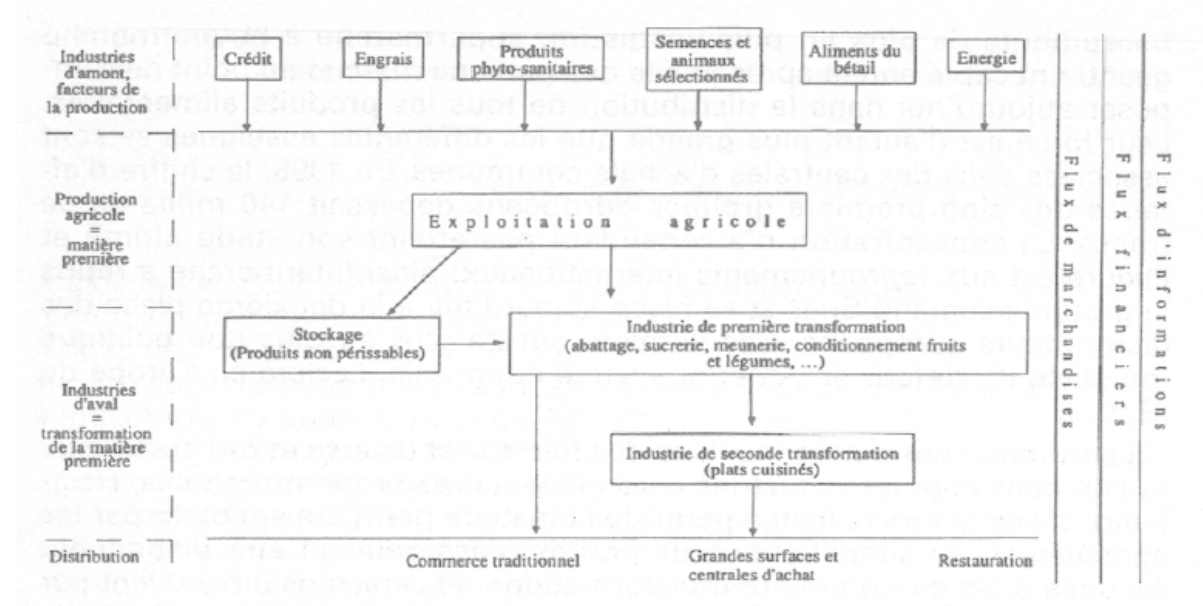 Industries
d'amont,
facteurs de
la production
Crédit
Engrais
Produits
phyto-sanitaires
Semences et
animaux
sélectionnés
Aliments du
bétail
Energie
Production
agricole
=
matière
première
Exploitation agricole
Stockage
(Produits non périssables)
Industrie de première transformation
(abattage, sucrerie, meunerie, conditionnement fruits
et légumes, ...)
Industries
d'aval
=
transformation
de la matière
première
Industrie de seconde transformation
(plats cuisinés)
Distribution
Commerce traditionnel
Grandes surfaces et
centrales d'achat
Restauration
Flux de marchandises
Flux financiers
Flux d'informations